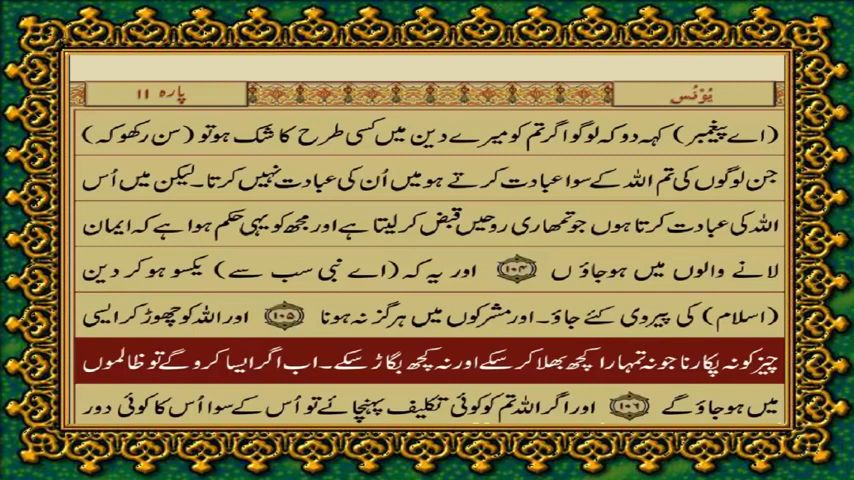 پارہ ۱۱ یُوْنُس
(اے پیغمبر) کہہ دو کہ لوگو اگر تم کو میرے دین میں کسی طرح کا شک ہو تو (سن رکھو کہ)
جن لوگوں کی تم اللہ کے سوا عبادت کرتے ہو میں اُن کی عبادت نہیں کرتا۔ لیکن میں اُس
اللہ کی عبادت کرتا ہوں جو تمھاری روحیں قبض کر لیتا ہے اور مجھ کو یہی حکم ہوا ہے کہ ایمان
لانے والوں میں ہوجاؤ ں ۱۰۴ اور یہ کہ (اے نبی سب سے) یکسو ہو کر دین
(اسلام) کی پیروی کئے جاؤ۔ اور مشرکوں میں ہرگز نہ ہونا ۱۰۵ اور اللہ کو چھوڑ کر ایسی
چیز کو نہ پکارنا جو نہ تمہارا کچھ بھلا کر سکے اور نہ کچھ بگاڑ سکے۔ اب اگر ایسا کرو گے تو ظالموں
میں ہو جاؤ گے ۱۰۶ اور اگر اللہ تم کو کوئی تکلیف پہنچائے تو اُس کے سوا اُس کا کوئی دور